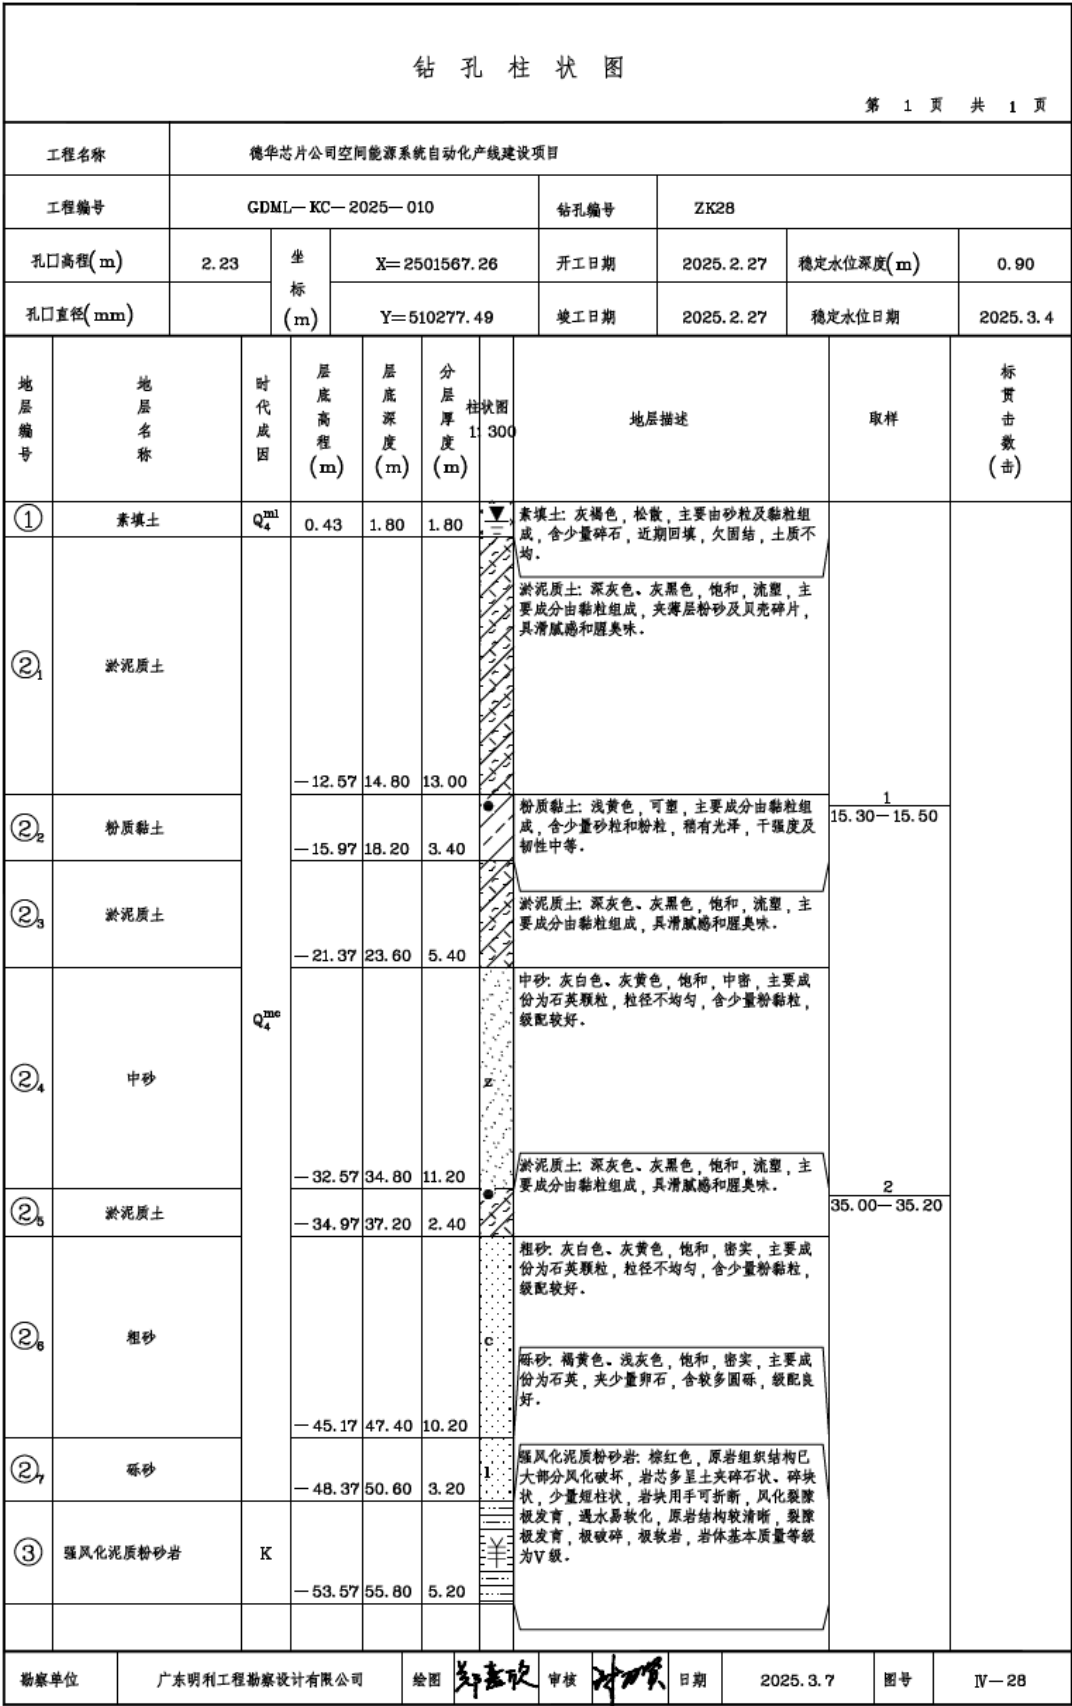 钻孔柱状图
第 1 页 共 1 页
工程名称 德华芯片公司空间能源系统自动化产线建设项目
工程编号 GDML—KC—2025—010 钻孔编号 ZK28
孔口高程(m) 2.23 坐标(m) X=2501567.26 开工日期 2025.2.27 稳定水位深度(m) 0.90
孔口直径(mm) Y=510277.49 竣工日期 2025.2.27 稳定水位日期 2025.3.4
地层编号 地层名称 时代成因 层底高程(m) 层底深度(m) 分层厚度(m) 柱状图 1:300 地层描述 取样 标贯击数(击)
① 素填土 Q4ml 0.43 1.80 1.80
素填土: 灰褐色, 松散, 主要由砂粒及黏粒组
成, 含少量碎石, 近期回填, 欠固结, 土质不
均.
②1 淤泥质土 —12.57 14.80 13.00
淤泥质土: 深灰色、灰黑色, 饱和, 流塑, 主
要成分由黏粒组成, 夹薄层粉砂及贝壳碎片,
具滑腻感和腥臭味.
②2 粉质黏土 —15.97 18.20 3.40
粉质黏土: 浅黄色, 可塑, 主要成分由黏粒组
成, 含少量砂粒和粉粒, 稍有光泽, 干强度及
韧性中等.
1
15.30—15.50
②3 淤泥质土 —21.37 23.60 5.40
淤泥质土: 深灰色、灰黑色, 饱和, 流塑, 主
要成分由黏粒组成, 具滑腻感和腥臭味.
Q4mc
②4 中砂 z —32.57 34.80 11.20
中砂: 灰白色、灰黄色, 饱和, 中密, 主要成
份为石英颗粒, 粒径不均匀, 含少量粉黏粒,
级配较好.
②5 淤泥质土 —34.97 37.20 2.40
淤泥质土: 深灰色、灰黑色, 饱和, 流塑, 主
要成分由黏粒组成, 具滑腻感和腥臭味.
2
35.00—35.20
②6 粗砂 c —45.17 47.40 10.20
粗砂: 灰白色、灰黄色, 饱和, 密实, 主要成
份为石英颗粒, 粒径不均匀, 含少量粉黏粒,
级配较好.
②7 砾砂 l —48.37 50.60 3.20
砾砂: 褐黄色、浅灰色, 饱和, 密实, 主要成
份为石英, 夹少量卵石, 含较多圆砾, 级配良
好.
③ 强风化泥质粉砂岩 K —53.57 55.80 5.20
强风化泥质粉砂岩: 棕红色, 原岩组织结构已
大部分风化破坏, 岩芯多呈土夹碎石状、碎块
状, 少量短柱状, 岩块用手可折断, 风化裂隙
极发育, 遇水易软化, 原岩结构较清晰, 裂隙
极发育, 极破碎, 极软岩, 岩体基本质量等级
为V级.
勘察单位 广东明利工程勘察设计有限公司 绘图 审核 日期 2025.3.7 图号 IV—28